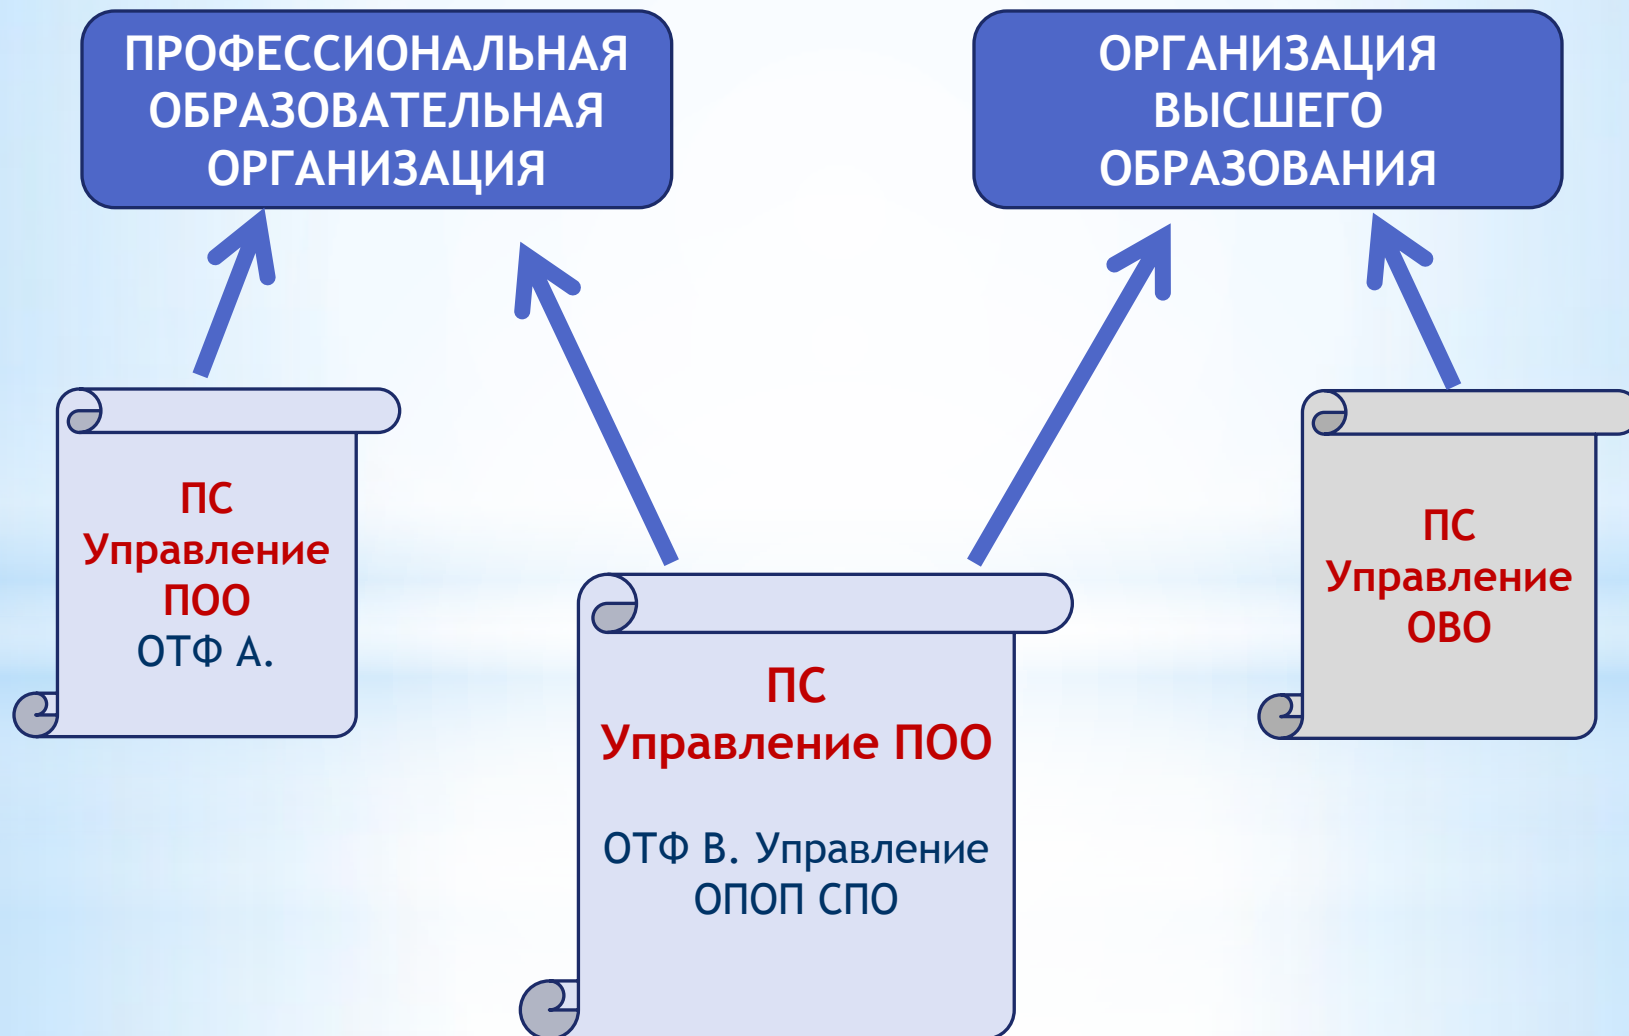 ПРОФЕССИОНАЛЬНАЯ
ОБРАЗОВАТЕЛЬНАЯ
ОРГАНИЗАЦИЯ
ОРГАНИЗАЦИЯ
ВЫСШЕГО
ОБРАЗОВАНИЯ
ПС
Управление
ПОО
ОТФ А.
ПС
Управление ПОО
ОТФ В. Управление
ОПОП СПО
ПС
Управление
ОВО